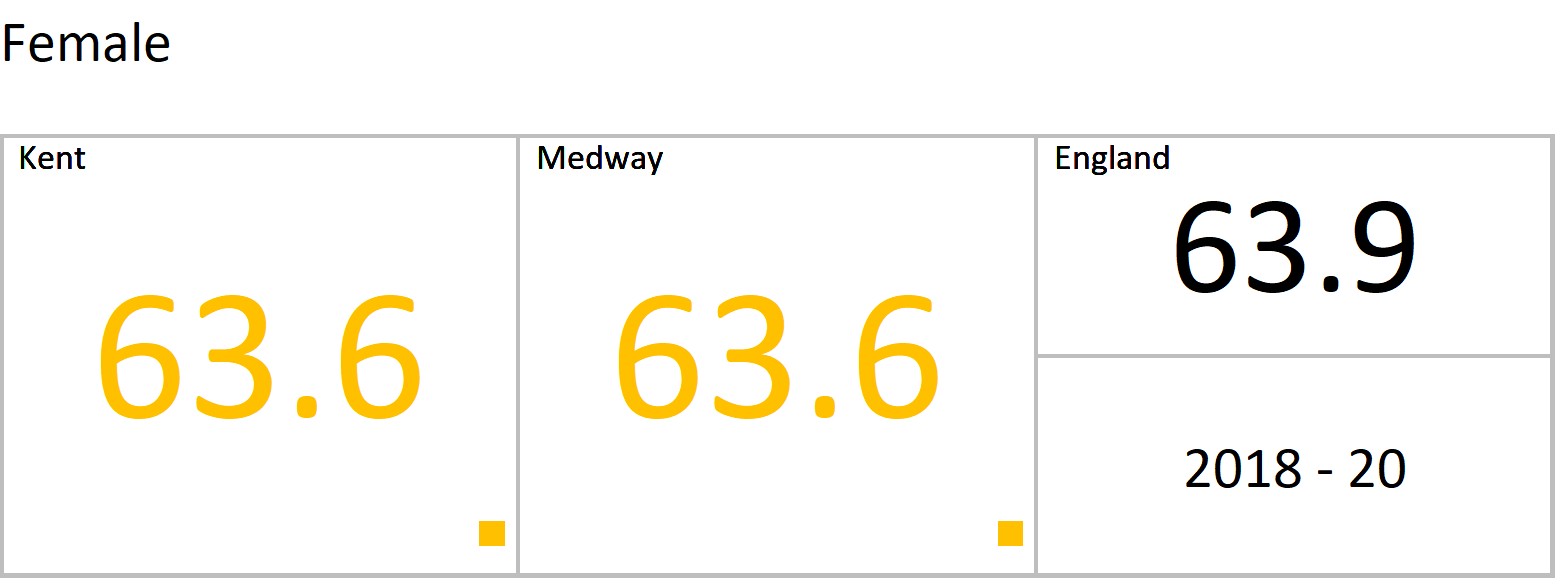 Female
Kent
63.6
Medway
63.6
England
63.9
2018 - 20